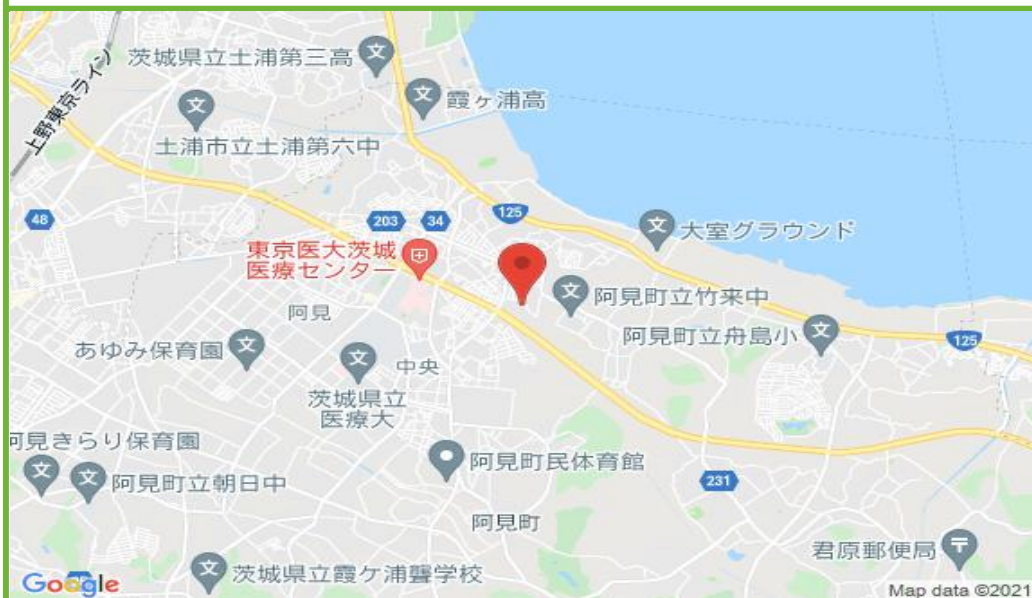 茨城県立土浦第三高
上野東京ライン
霞ヶ浦高
土浦市立土浦第六中
48
203
34
125
大室グラウンド
東京医大茨城
医療センター
阿見町立竹来中
阿見
阿見町立舟島小
125
あゆみ保育園
中央
茨城県立
医療大
阿見きらり保育園
阿見町民体育館
231
阿見町立朝日中
阿見町
君原郵便局
茨城県立霞ケ浦聾学校
Google
Map data ©2021